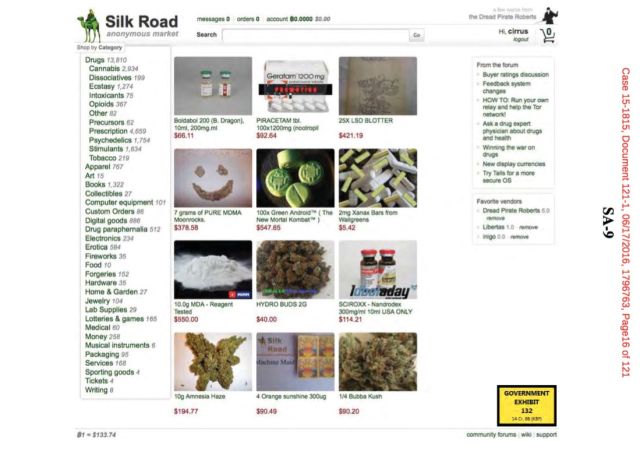 Silk Road
anonymous market
messages 0 orders 0 account ฿0.0000 $0.00
a few words from
the Dread Pirate Roberts
Search
Go
Hi, cirrus
logout
0
Shop by Category
Drugs 13,810
Cannabis 2,934
Dissociatives 199
Ecstasy 1,274
Intoxicants 75
Opioids 367
Other 82
Precursors 62
Prescription 4,659
Psychedelics 1,754
Stimulants 1,634
Tobacco 219
Apparel 767
Art 15
Books 1,322
Collectibles 27
Computer equipment 101
Custom Orders 86
Digital goods 886
Drug paraphernalia 512
Electronics 234
Erotica 584
Fireworks 35
Food 10
Forgeries 152
Hardware 35
Home & Garden 27
Jewelry 104
Lab Supplies 29
Lotteries & games 165
Medical 60
Money 258
Musical instruments 6
Packaging 95
Services 168
Sporting goods 4
Tickets 4
Writing 6
Boldabol 200 (B. Dragon),
10ml, 200mg.ml
$66.11
Geratam 1200 mg
PROMOTION
PIRACETAM tbl.
100x1200mg (nootropil
$92.64
25X LSD BLOTTER
$421.19
7 grams of PURE MDMA
Moonrocks.
$378.58
100x Green Android™ ( The
New Mortal Kombat™ )
$547.65
2mg Xanax Bars from
Wallgreens
$5.42
10.0g MDA - Reagent
Tested
$550.00
HYDRO BUDS 2G
$40.00
SCIROXX - Nandrodex
300mg/ml 10ml USA ONLY
$114.21
10g Amnesia Haze
$194.77
Silk
Road
Machine Maid
4 Orange sunshine 300ug
$90.49
1/4 Bubba Kush
$90.20
From the forum
Buyer ratings discussion
Feedback system
changes
HOW TO: Run your own
relay and help the Tor
network!
Ask a drug expert
physician about drugs
and health
Winning the war on
drugs
New display currencies
Try Tails for a more
secure OS
Favorite vendors
Dread Pirate Roberts 5.0
remove
Libertas 1.0 remove
inigo 0.0 remove
GOVERNMENT
EXHIBIT
132
14 Cr. 68 (KBF)
฿1 = $133.74
community forums wiki support
SA-9
Case 15-1815, Document 121-1, 06/17/2016, 1796763, Page16 of 121